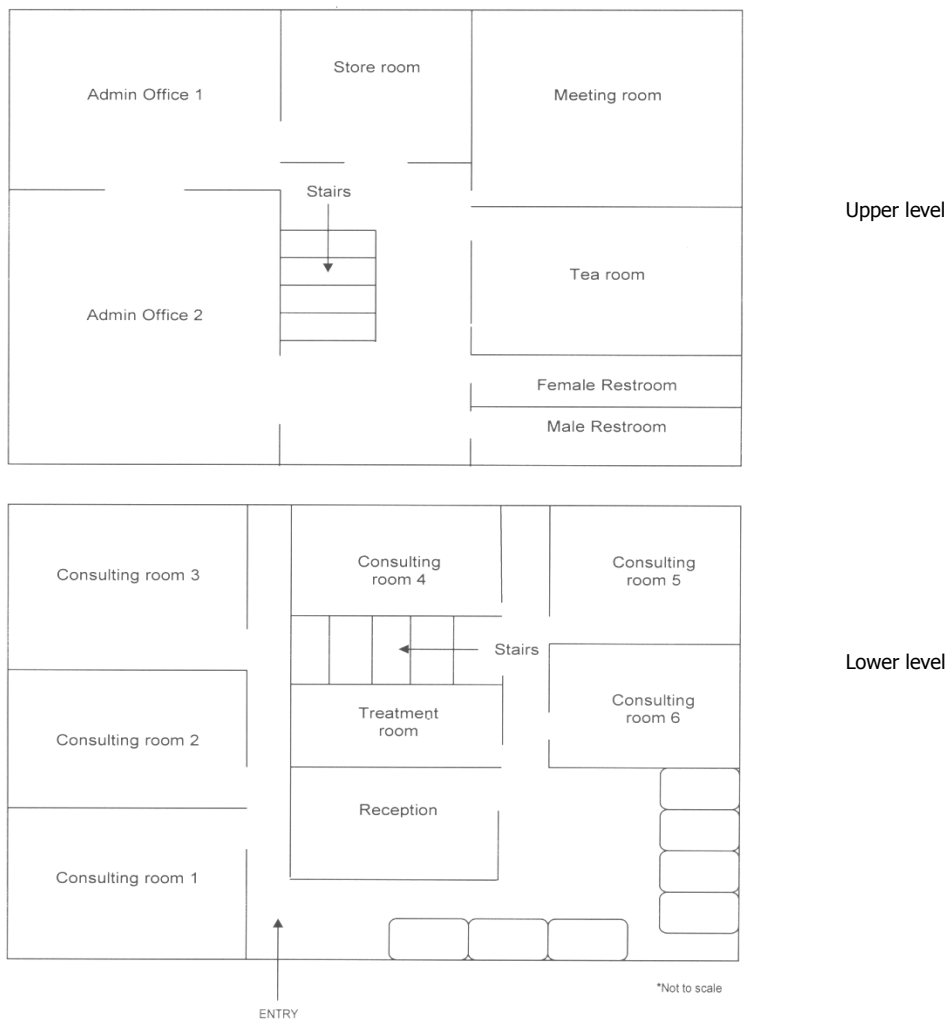 Store room
Admin Office 1
Meeting room
Stairs
Upper level
Tea room
Admin Office 2
Female Restroom
Male Restroom
Consulting room 3
Consulting
room 4
Consulting
room 5
Stairs
Lower level
Consulting
room 6
Treatment
room
Consulting room 2
Reception
Consulting room 1
*Not to scale
ENTRY